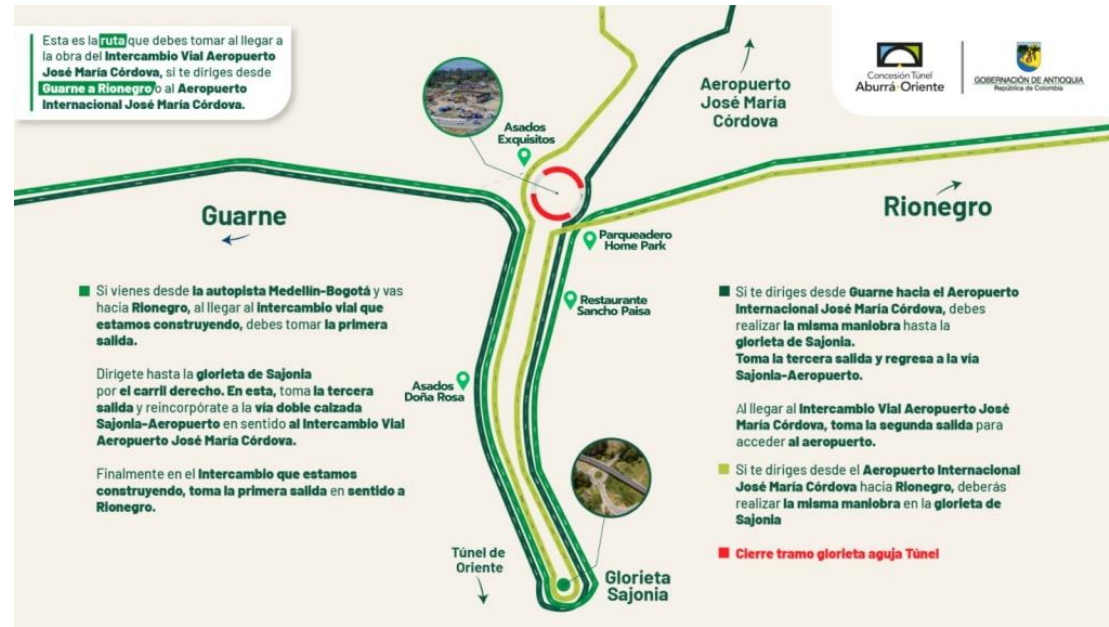 Esta es la ruta que debes tomar al llegar a
la obra del Intercambio Vial Aeropuerto
José María Córdova, si te diriges desde
Guarne a Rionegro o al Aeropuerto
Internacional José María Córdova.
Concesión Túnel
Aburrá Oriente
GOBERNACIÓN DE ANTIOQUIA
República de Colombia
Aeropuerto
José María
Córdova
Asados
Exquisitos
Guarne
Rionegro
Parqueadero
Home Park
Restaurante
Sancho Paisa
Asados
Doña Rosa
Si vienes desde la autopista Medellín-Bogotá y vas
hacia Rionegro, al llegar al intercambio vial que
estamos construyendo, debes tomar la primera
salida.
Dirígete hasta la glorieta de Sajonia
por el carril derecho. En esta, toma la tercera
salida y reincorpórate a la vía doble calzada
Sajonia-Aeropuerto en sentido al Intercambio Vial
Aeropuerto José María Córdova.
Finalmente en el Intercambio que estamos
construyendo, toma la primera salida en sentido a
Rionegro.
Si te diriges desde Guarne hacia el Aeropuerto
Internacional José María Córdova, debes
realizar la misma maniobra hasta la
glorieta de Sajonia.
Toma la tercera salida y regresa a la vía
Sajonia-Aeropuerto.
Al llegar al Intercambio Vial Aeropuerto José
María Córdova, toma la segunda salida para
acceder al aeropuerto.
Si te diriges desde el Aeropuerto Internacional
José María Córdova hacia Rionegro, deberás
realizar la misma maniobra en la glorieta de
Sajonia
Cierre tramo glorieta aguja Túnel
Túnel de
Oriente
Glorieta
Sajonia